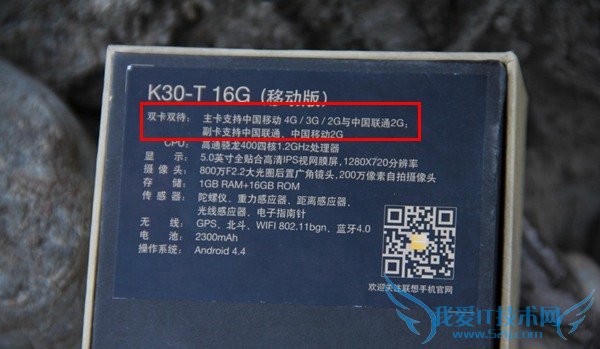 K30-T 16G（移动版）
双卡双待： 主卡支持中国移动 4G / 3G / 2G与中国联通2G；
副卡支持中国联通、中国移动2G
CPU： 高通骁龙400四核1.2GHz处理器
显 示： 5.0英寸全贴合高清IPS视网膜屏，1280X720分辨率
摄 像 头： 800万F2.2大光圈后置广角镜头，200万像素自拍摄像头
存 储： 1GB RAM+16GB ROM
传 感 器： 陀螺仪、重力感应器、距离感应器、
光线感应器、电子指南针
无 线： GPS、北斗、WIFI 802.11bgn、蓝牙4.0
电 池： 2300mAh
操作系统： Android 4.4
欢迎关注联想手机官网
我爱IT技术网